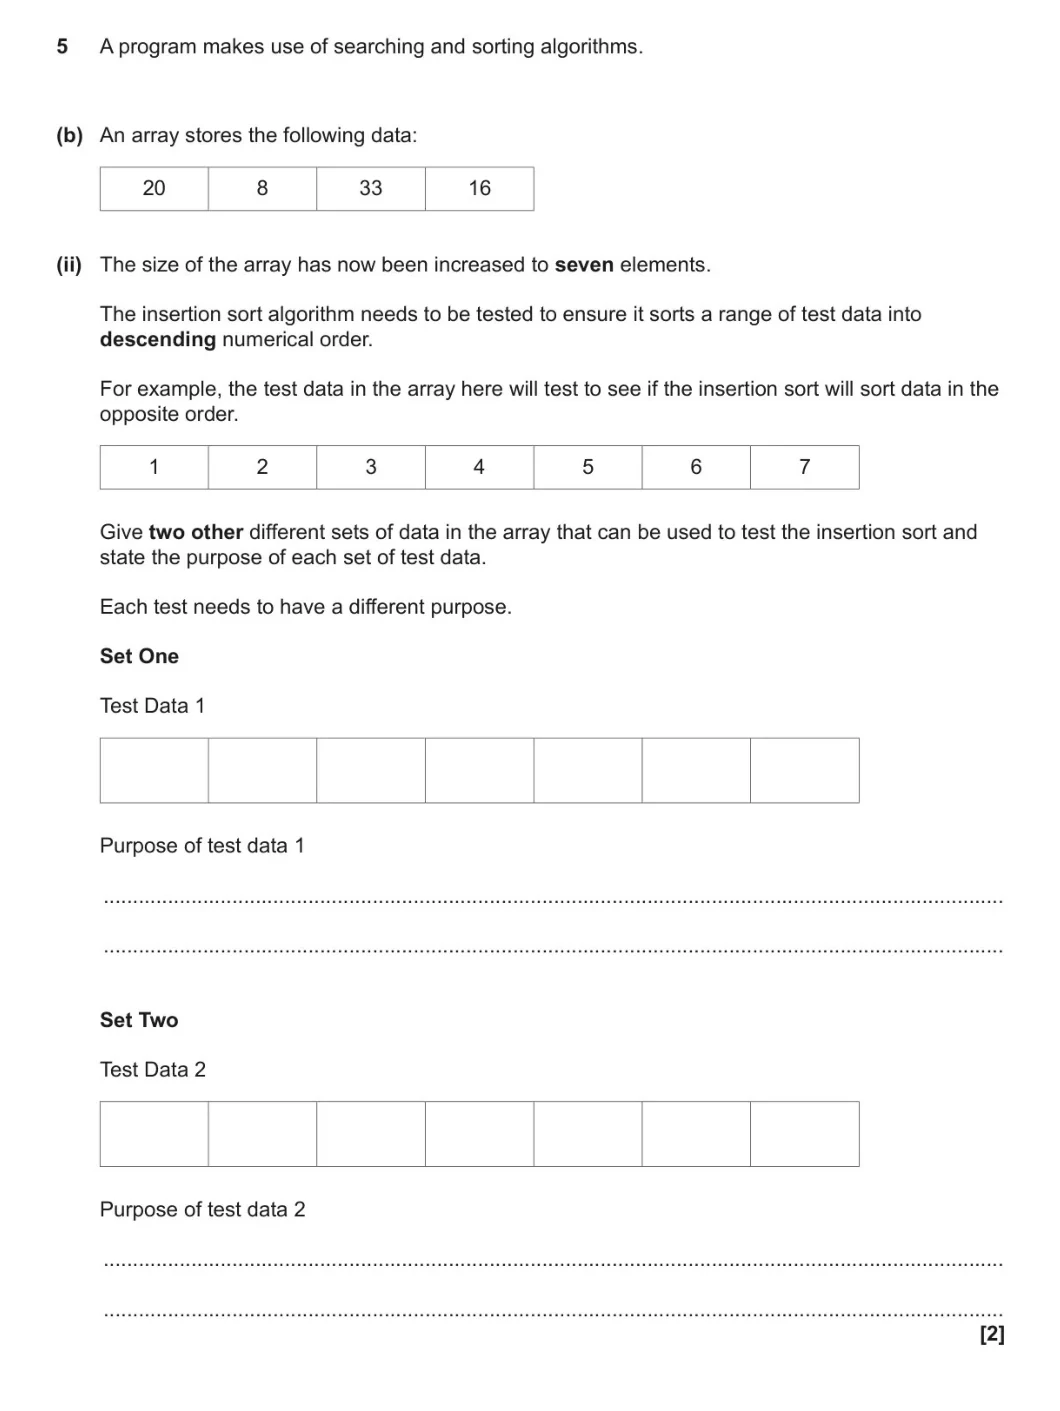 5 A program makes use of searching and sorting algorithms.
(b) An array stores the following data:
20 8 33 16
(ii) The size of the array has now been increased to seven elements.
The insertion sort algorithm needs to be tested to ensure it sorts a range of test data into
descending numerical order.
For example, the test data in the array here will test to see if the insertion sort will sort data in the
opposite order.
1 2 3 4 5 6 7
Give two other different sets of data in the array that can be used to test the insertion sort and
state the purpose of each set of test data.
Each test needs to have a different purpose.
Set One
Test Data 1
Purpose of test data 1
Set Two
Test Data 2
Purpose of test data 2
[2]